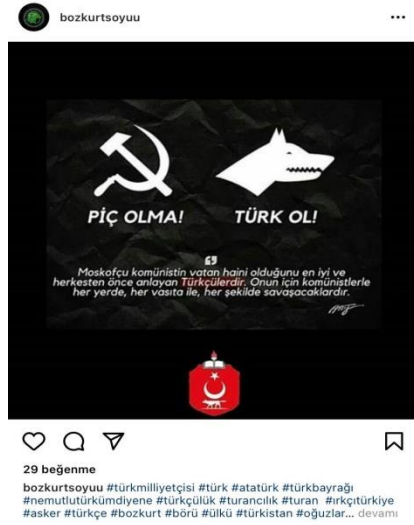 bozkurtsoyuu
PİÇ OLMA!
TÜRK OL!
Moskofçu komünistin vatan haini olduğunu en iyi ve
herkesten önce anlayan Türkçülerdir. Onun için komünistlerle
her yerde, her vasıta ile, her şekilde savaşacaklardır.
29 beğenme
bozkurtsoyuu #türkmilliyetçisi #türk #atatürk #türkbayrağı
#nemutlutürkümdiyene #türkçülük #turancılık #turan #ırkçıtürkiye
#asker #türkçe #bozkurt #börü #ülkü #türkistan #oğuzlar... devamı